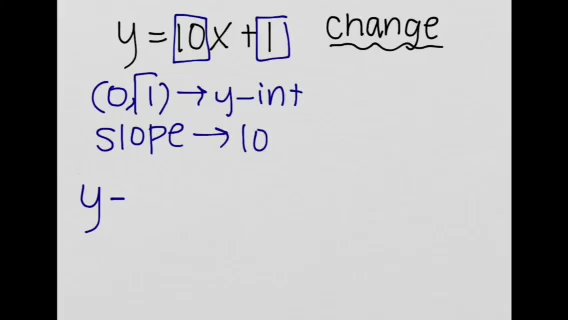 y = 10x + 1 change
(0,1) → y-int
slope → 10
y -